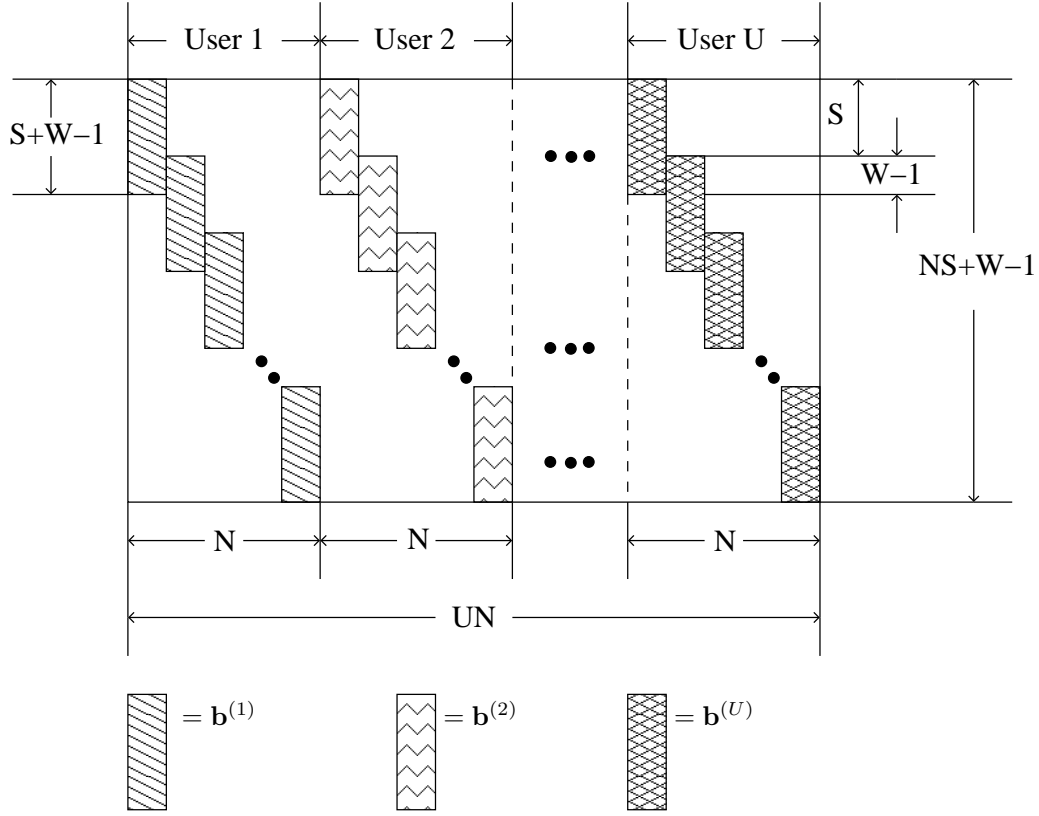 User 1
User 2
User U
S+W−1
S
W−1
NS+W−1
N
N
N
UN
= b^(1)
= b^(2)
= b^(U)